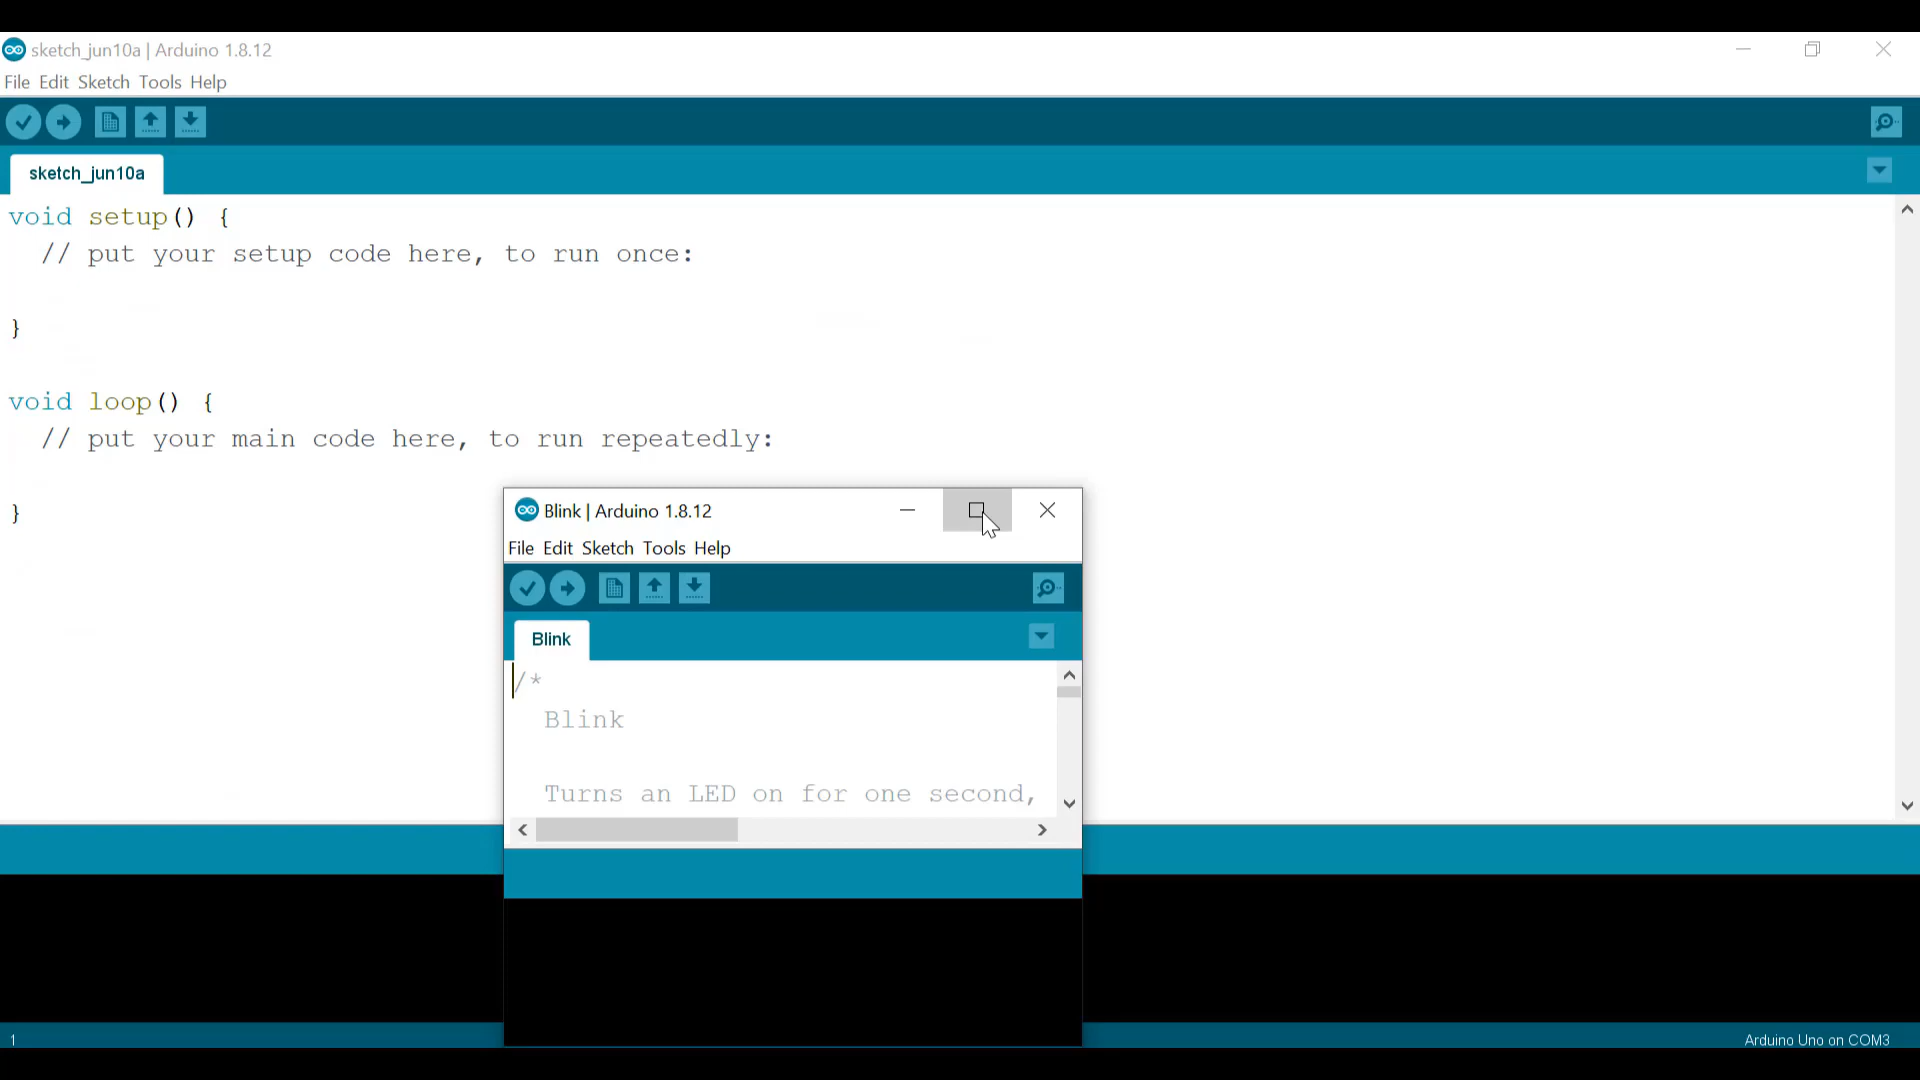 sketch_jun10a | Arduino 1.8.12
File Edit Sketch Tools Help
sketch_jun10a
void setup() {
// put your setup code here, to run once:
}
void loop() {
// put your main code here, to run repeatedly:
}
Blink | Arduino 1.8.12
File Edit Sketch Tools Help
Blink
/*
Blink
Turns an LED on for one second,
1
Arduino Uno on COM3